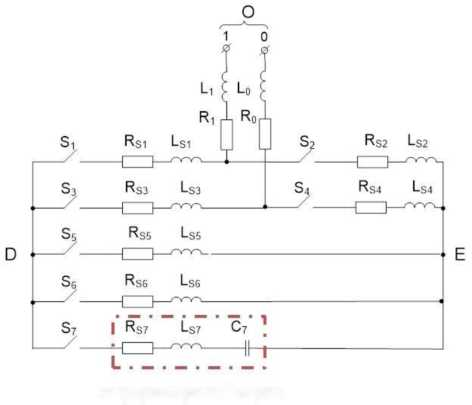 O
1 0
L1 L0
R1 R0
S1 RS1 LS1 S2 RS2 LS2
S3 RS3 LS3 S4 RS4 LS4
S5 RS5 LS5
D E
S6 RS6 LS6
S7 RS7 LS7 C7